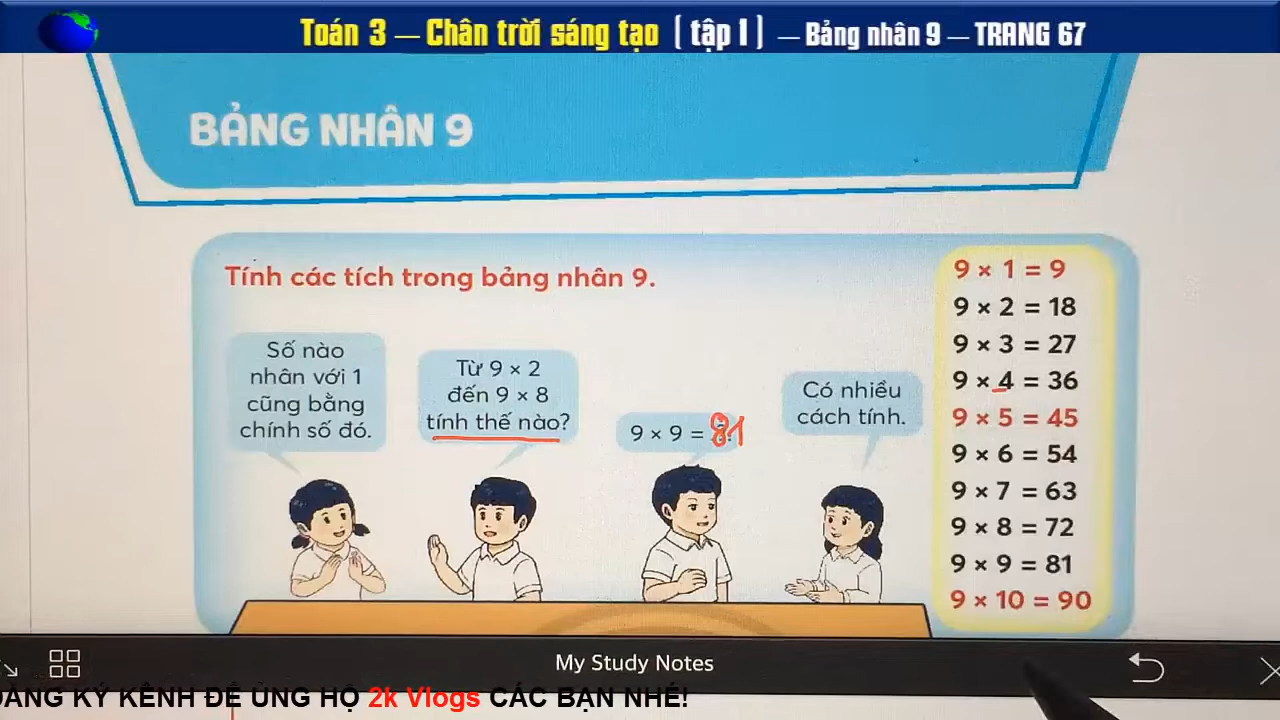 Toán 3 – Chân trời sáng tạo ( tập 1 ) – Bảng nhân 9 – TRANG 67
BẢNG NHÂN 9
Tính các tích trong bảng nhân 9.
Số nào
nhân với 1
cũng bằng
chính số đó.
Từ 9 × 2
đến 9 × 8
tính thế nào?
9 × 9 = 81
Có nhiều
cách tính.
9 × 1 = 9
9 × 2 = 18
9 × 3 = 27
9 × 4 = 36
9 × 5 = 45
9 × 6 = 54
9 × 7 = 63
9 × 8 = 72
9 × 9 = 81
9 × 10 = 90
My Study Notes
ĐĂNG KÝ KÊNH ĐỂ ỦNG HỘ 2k Vlogs CÁC BẠN NHÉ!